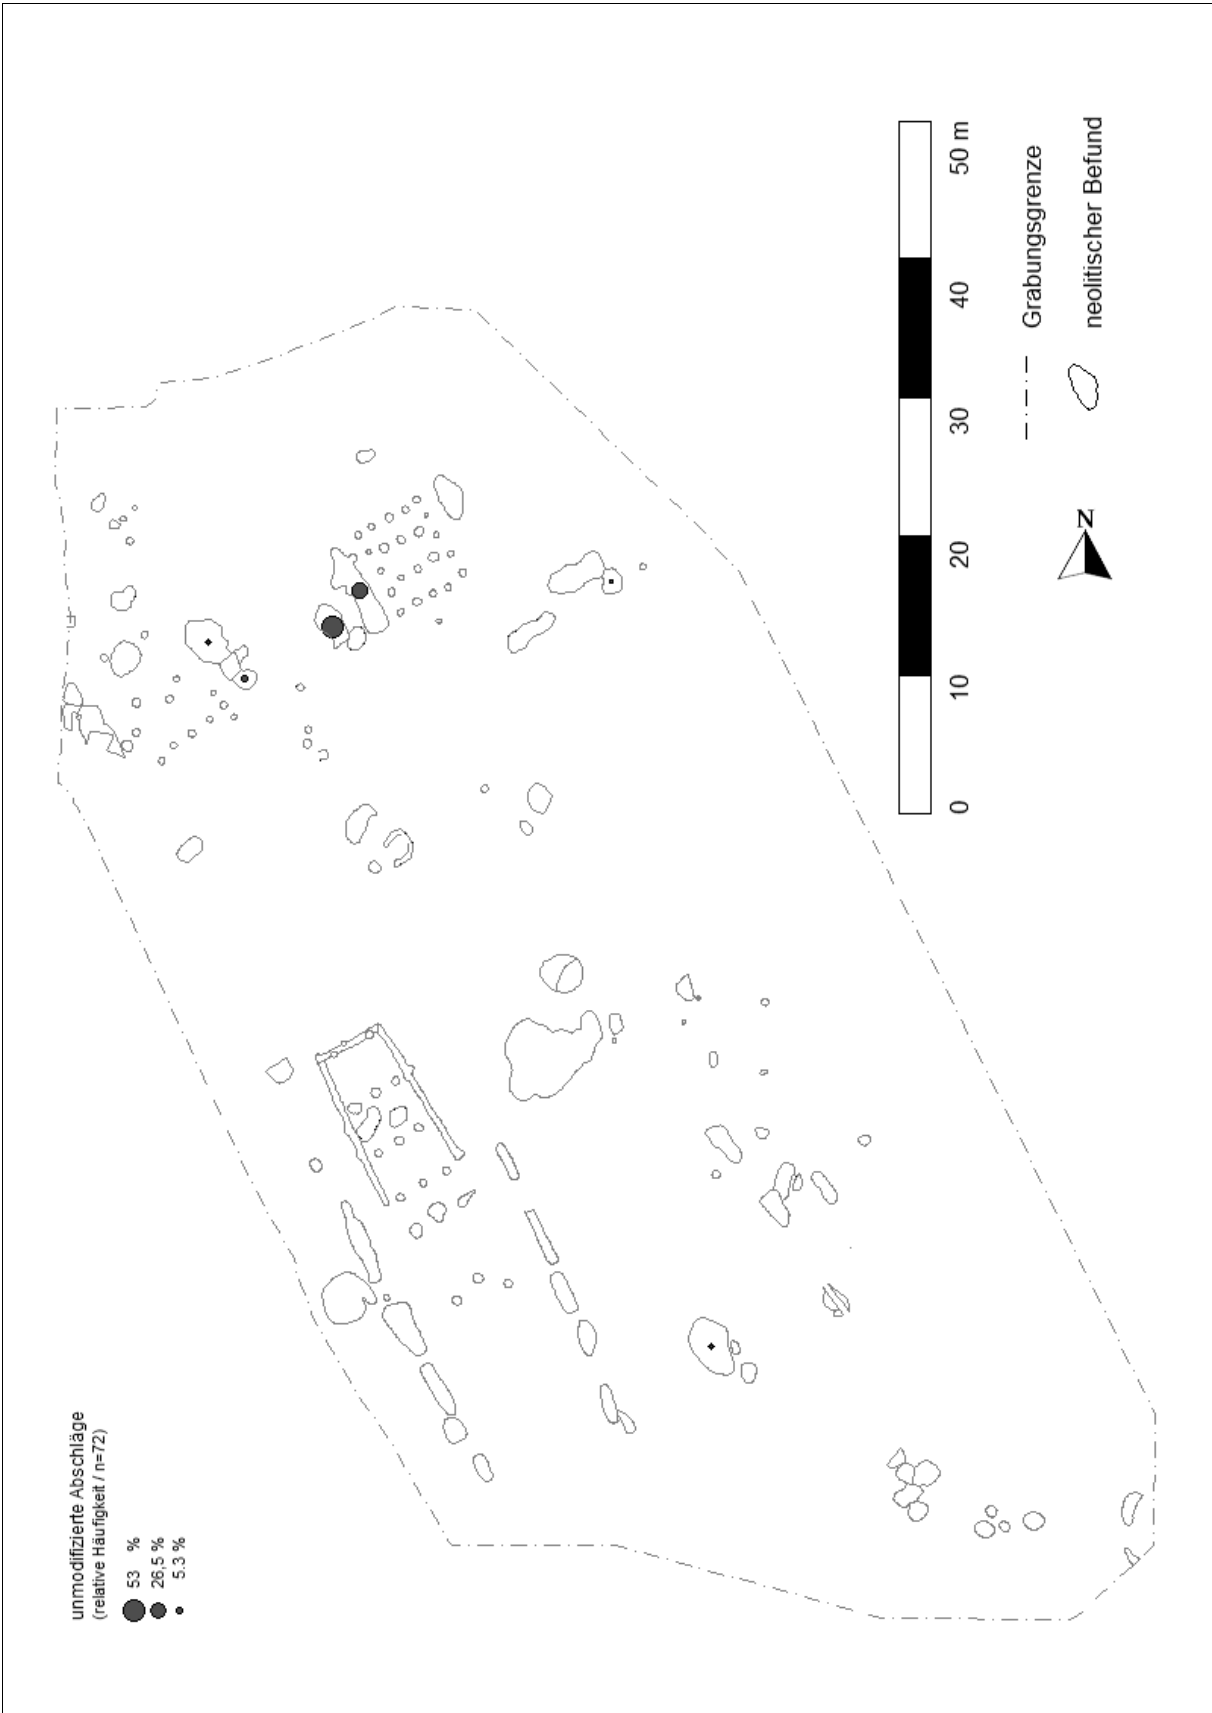 unmodifizierte Abschläge
(relative Häufigkeit / n=72)
53 %
26,5 %
5.3 %
0 10 20 30 40 50 m
N
Grabungsgrenze
neolitischer Befund